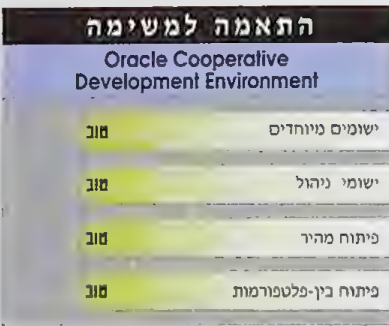 התאמה למשימה
Oracle Cooperative
Development Environment
ישומים מיוחדים טוב
ישומי ניהול טוב
פיתוח מהיר טוב
פיתוח בין-פלטפורמות טוב